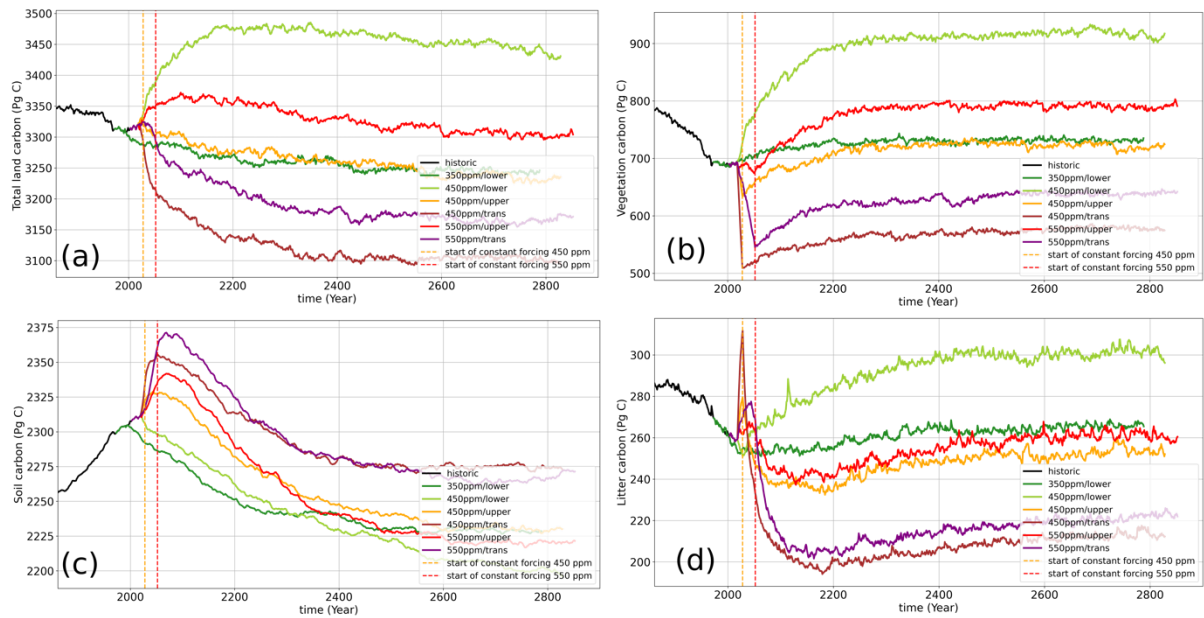 3500
3450
3400
3350
3300
3250
3200
3150
3100
Total land carbon (Pg C)
(a)
historic
350ppm/lower
450ppm/lower
450ppm/upper
450ppm/trans
550ppm/upper
550ppm/trans
start of constant forcing 450 ppm
start of constant forcing 550 ppm
2000
2200
2400
2600
2800
time (Year)
900
800
700
600
500
Vegetation carbon (Pg C)
(b)
historic
350ppm/lower
450ppm/lower
450ppm/upper
450ppm/trans
550ppm/upper
550ppm/trans
start of constant forcing 450 ppm
start of constant forcing 550 ppm
2000
2200
2400
2600
2800
time (Year)
2375
2350
2325
2300
2275
2250
2225
2200
Soil carbon (Pg C)
(c)
historic
350ppm/lower
450ppm/lower
450ppm/upper
450ppm/trans
550ppm/upper
550ppm/trans
start of constant forcing 450 ppm
start of constant forcing 550 ppm
2000
2200
2400
2600
2800
time (Year)
300
280
260
240
220
200
Litter carbon (Pg C)
(d)
historic
350ppm/lower
450ppm/lower
450ppm/upper
450ppm/trans
550ppm/upper
550ppm/trans
start of constant forcing 450 ppm
start of constant forcing 550 ppm
2000
2200
2400
2600
2800
time (Year)